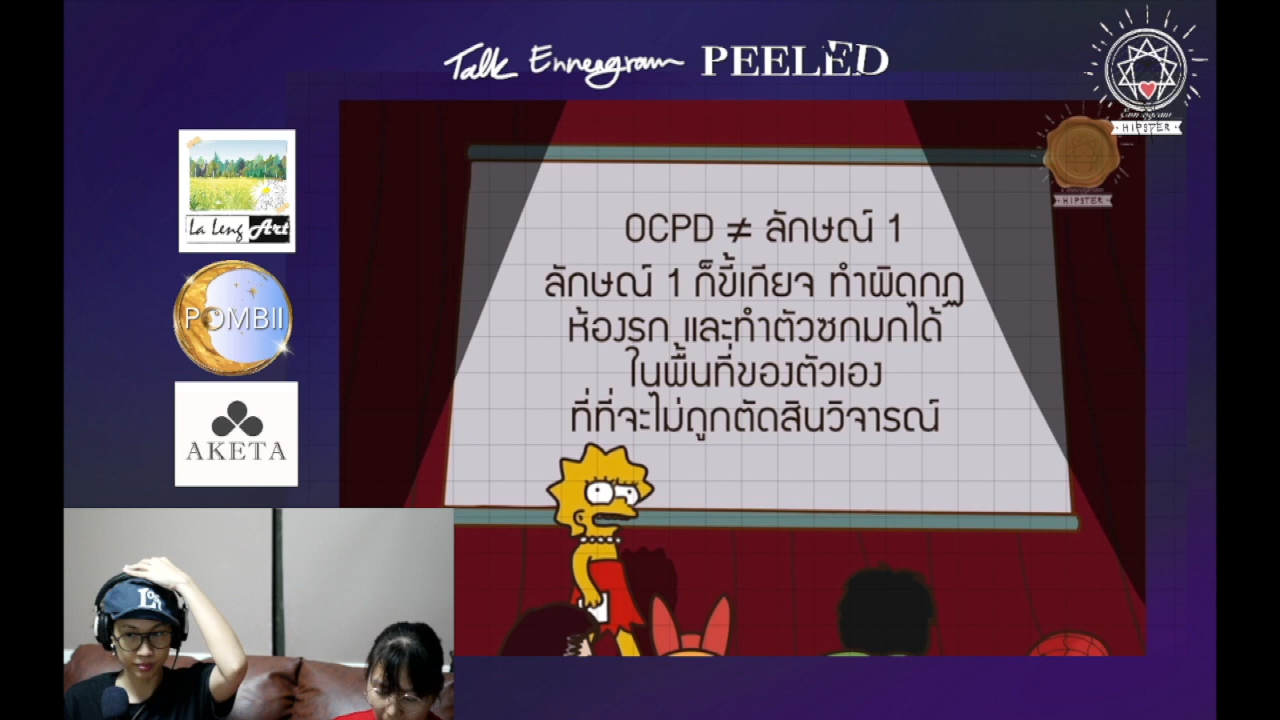 Talk Enneagram PEELED
HIPSTER
HIPSTER
La Leng Art
POMBII
AKETA
OCPD ≠ ลักษณ์ 1
ลักษณ์ 1 ก็ขี้เกียจ ทำผิดกฏ
ห้องรก และทำตัวซกมกได้
ในพื้นที่ของตัวเอง
ที่ที่จะไม่ถูกตัดสินวิจารณ์